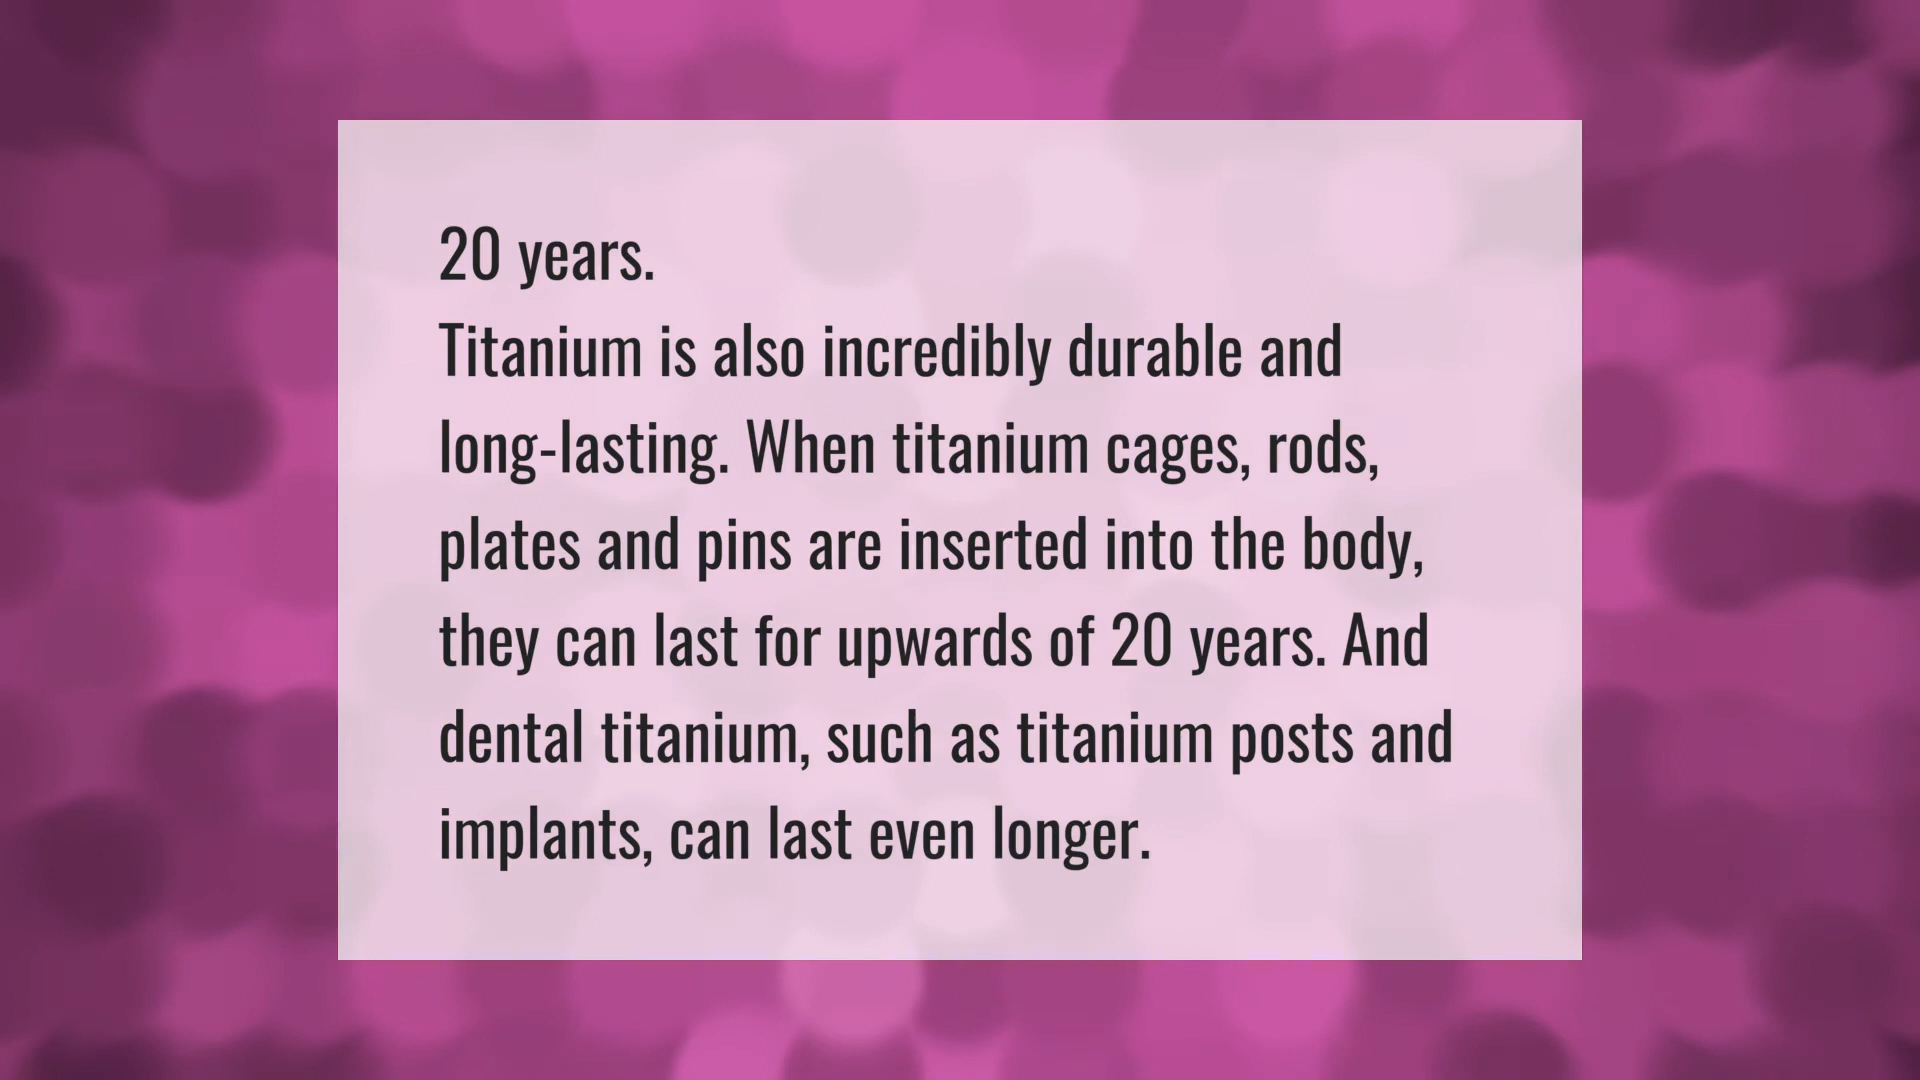 20 years.
Titanium is also incredibly durable and
long-lasting. When titanium cages, rods,
plates and pins are inserted into the body,
they can last for upwards of 20 years. And
dental titanium, such as titanium posts and
implants, can last even longer.